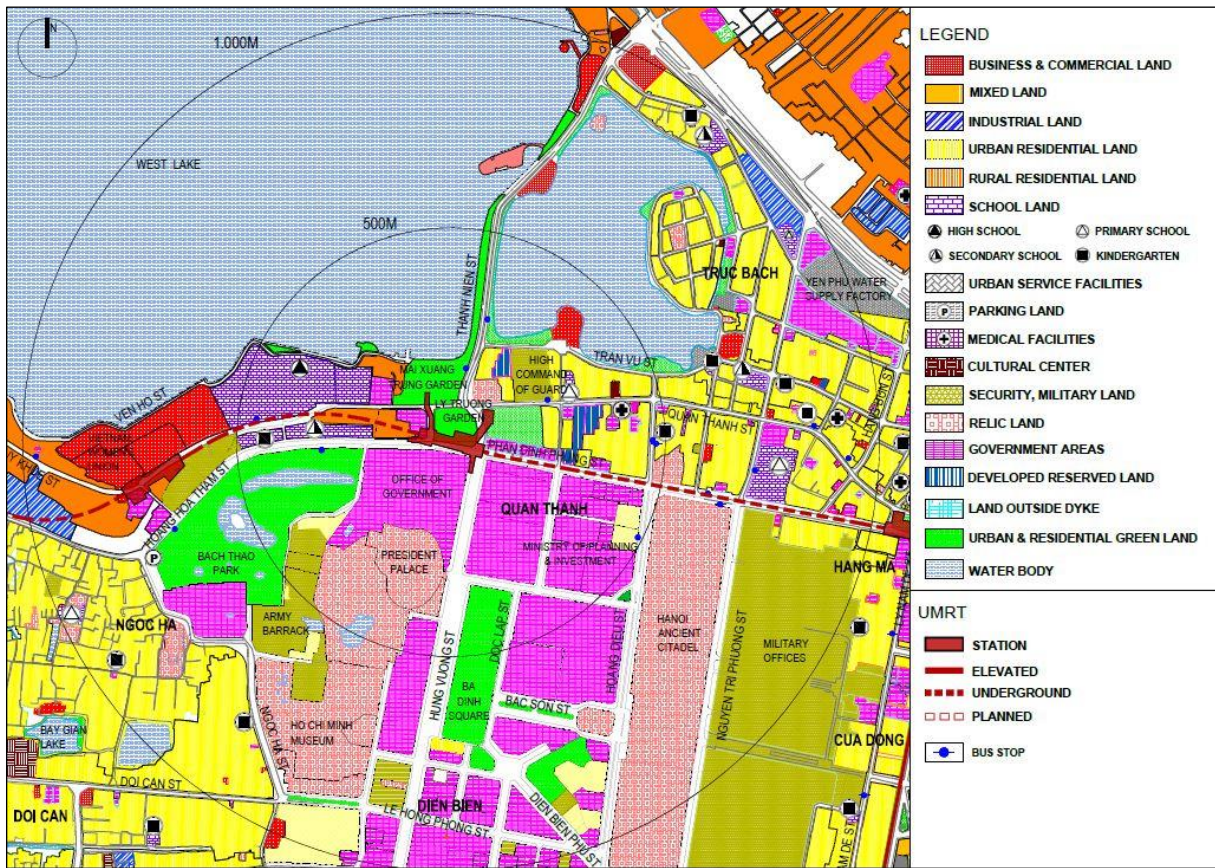 N
1.000M
WEST LAKE
500M
THANH NIEN ST
TRUC BACH
YEN PHU WATER
SUPPLY FACTORY
TRAN VU ST
HIGH
COMMAND
OF GUARD
MAI XUANG
RUNG GARDEN
LY TRUONG
GARDEN
YEN HO ST
QUAN THANH ST
HANG BUN ST
PHAN DINH PHUNG ST
HOANG HOA THAM ST
OFFICE OF
GOVERNMENT
QUAN THANH
MINISTRY OF PLANNING
& INVESTMENT
PRESIDENT
PALACE
BACH THAO
PARK
P
HANG MA
NGOC HA
ARMY
BARRACK
HUNG VUONG ST
DOC LAP ST
HOANG DIEU ST
HANOI
ANCIENT
CITADEL
NGUYEN TRI PHUONG ST
MILITARY
OFFICES
BA
DINH
SQUARE
BAC SON ST
HO CHI MINH
MUSEUM
NGOC HA ST
BAY GIAN
LAKE
CUA DONG
DOI CAN ST
DOI CAN
DIEN BIEN
LE HONG PHONG ST
DIEN BIEN PHU ST
LEGEND
BUSINESS & COMMERCIAL LAND
MIXED LAND
INDUSTRIAL LAND
URBAN RESIDENTIAL LAND
RURAL RESIDENTIAL LAND
SCHOOL LAND
HIGH SCHOOL
PRIMARY SCHOOL
SECONDARY SCHOOL
KINDERGARTEN
URBAN SERVICE FACILITIES
P
PARKING LAND
MEDICAL FACILITIES
CULTURAL CENTER
SECURITY, MILITARY LAND
RELIC LAND
GOVERNMENT AREAS
DEVELOPED RESERVED LAND
LAND OUTSIDE DYKE
URBAN & RESIDENTIAL GREEN LAND
WATER BODY
UMRT
STATION
ELEVATED
UNDERGROUND
PLANNED
BUS STOP